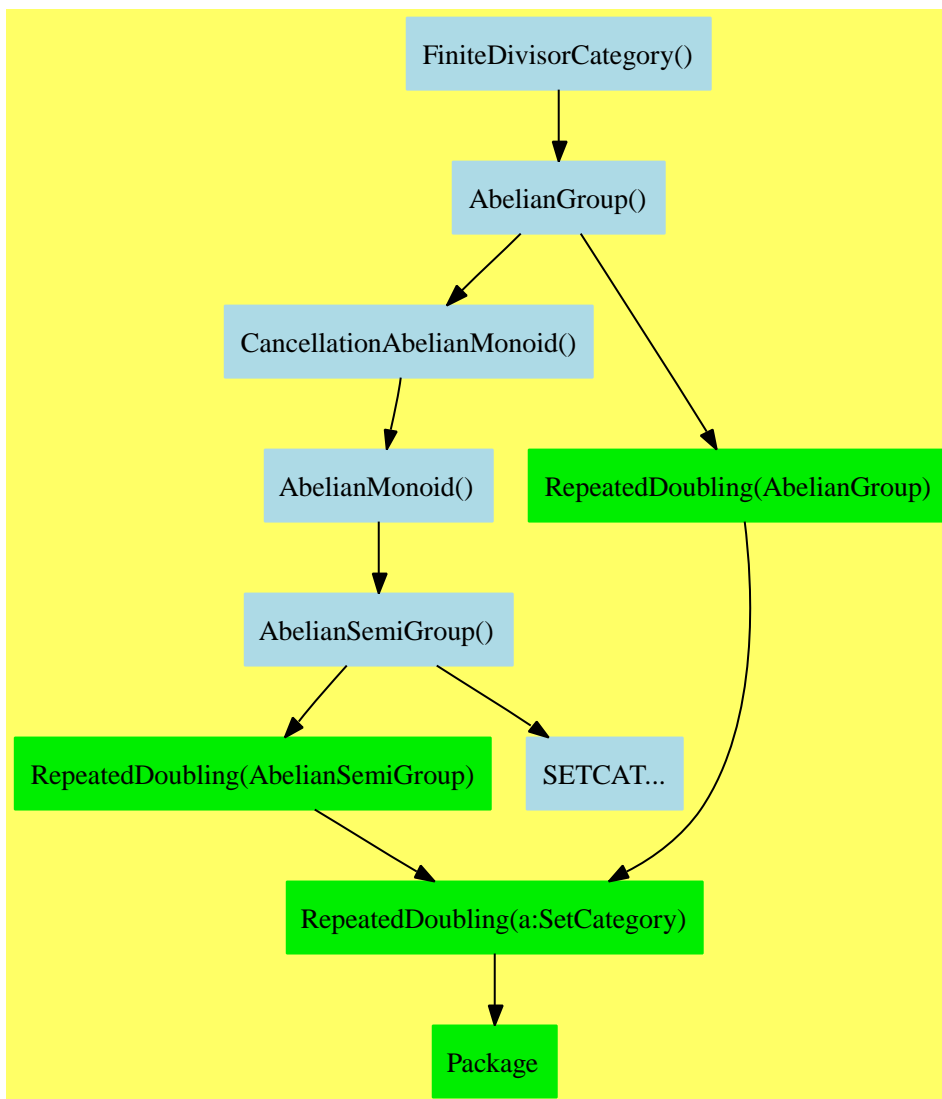 FiniteDivisorCategory()
AbelianGroup()
CancellationAbelianMonoid()
AbelianMonoid()
RepeatedDoubling(AbelianGroup)
AbelianSemiGroup()
RepeatedDoubling(AbelianSemiGroup)
SETCAT...
RepeatedDoubling(a:SetCategory)
Package